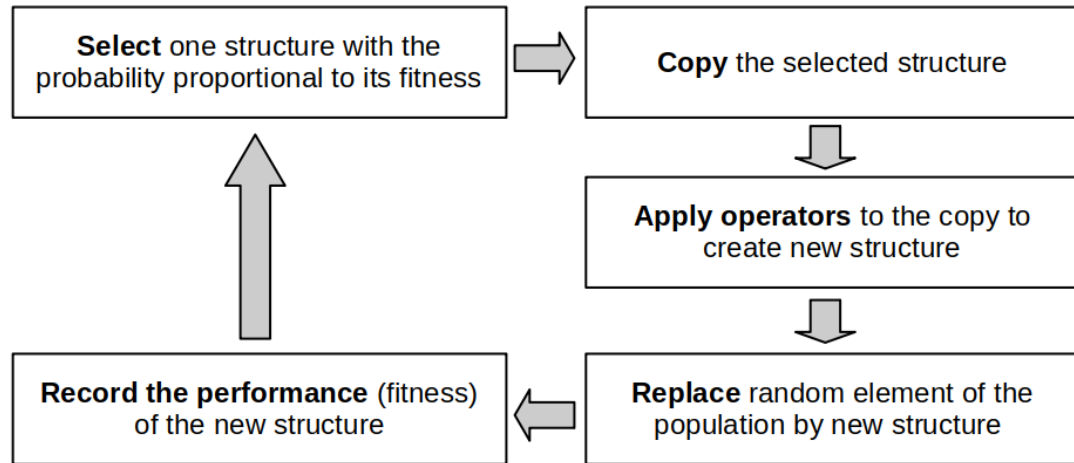 Select one structure with the
probability proportional to its fitness
Copy the selected structure
Apply operators to the copy to
create new structure
Replace random element of the
population by new structure
Record the performance (fitness)
of the new structure